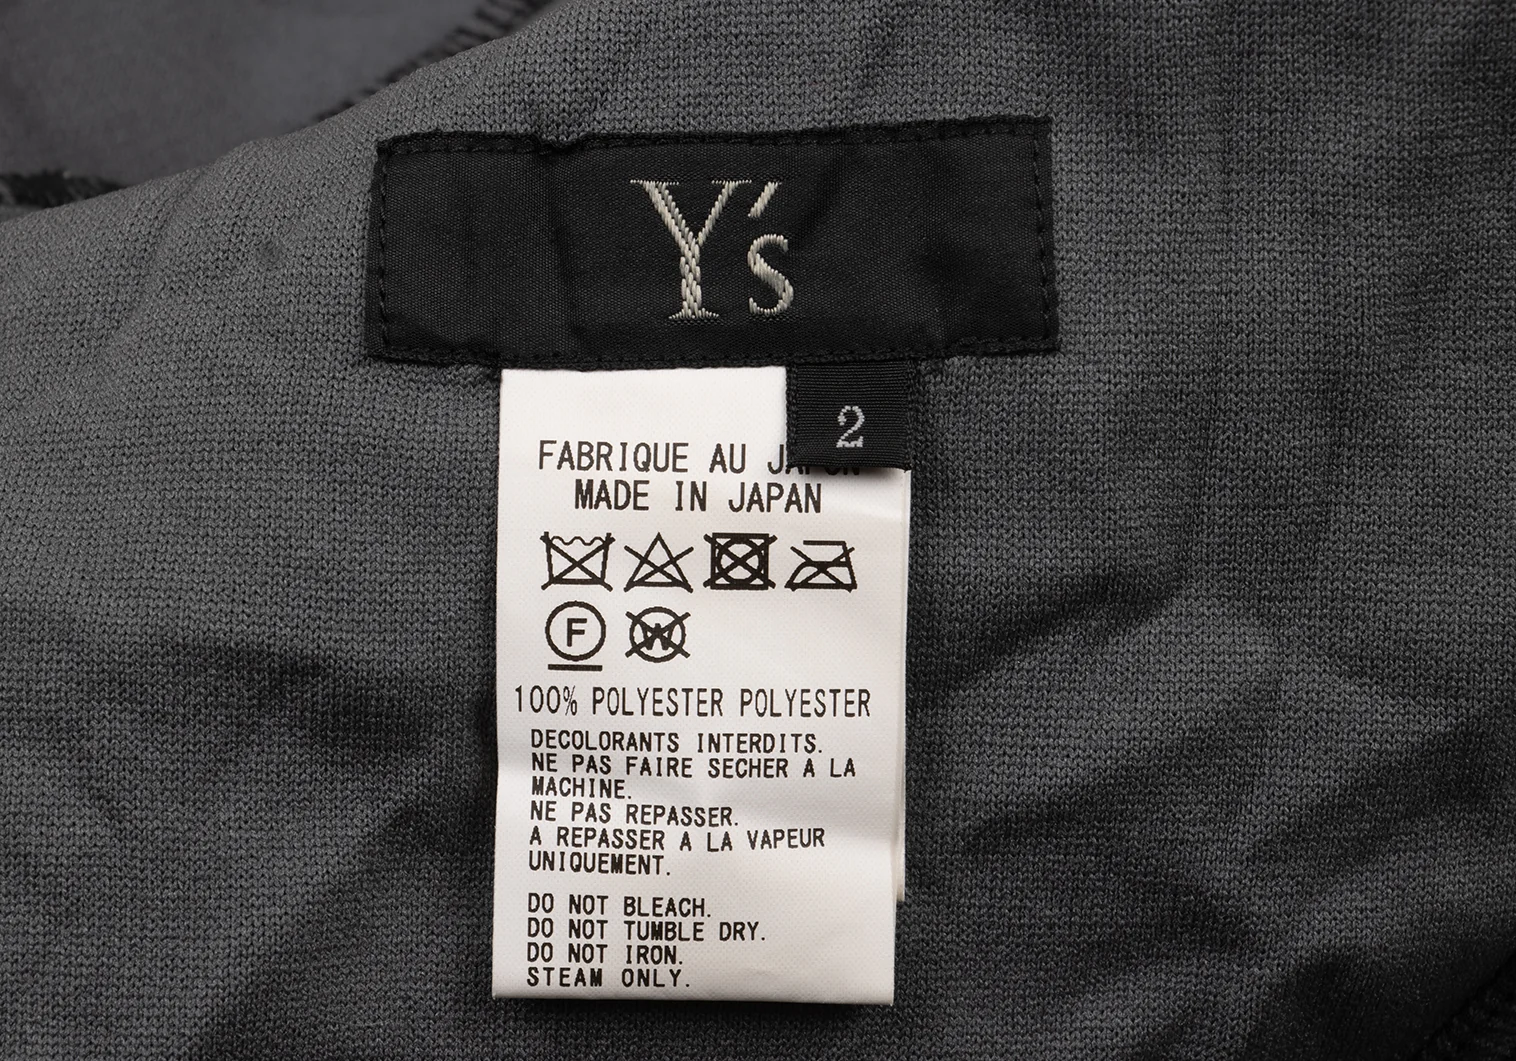 Y's
2
FABRIQUE AU JAPON
MADE IN JAPAN
F
W
100% POLYESTER POLYESTER
DECOLORANTS INTERDITS.
NE PAS FAIRE SECHER A LA
MACHINE.
NE PAS REPASSER.
A REPASSER A LA VAPEUR
UNIQUEMENT.
DO NOT BLEACH.
DO NOT TUMBLE DRY.
DO NOT IRON.
STEAM ONLY.